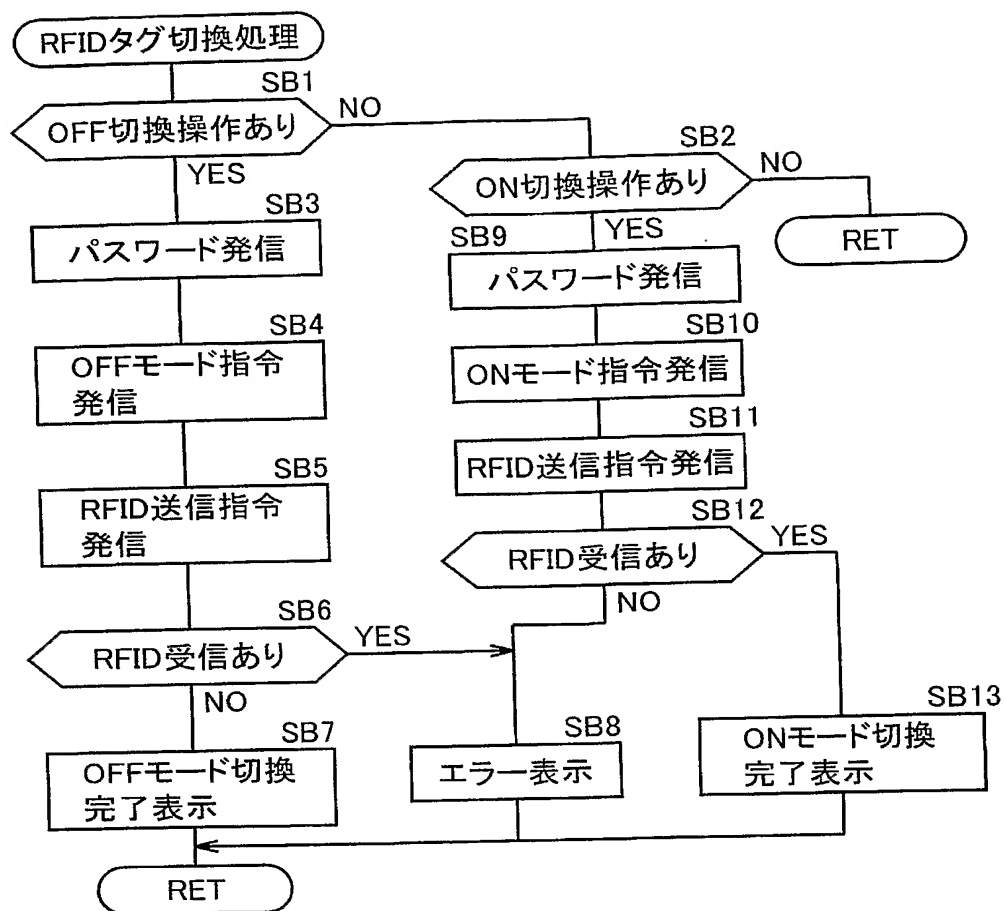 RFIDタグ切換処理
SB1
OFF切換操作あり
NO
YES
SB2
ON切換操作あり
NO
YES
RET
SB3
パスワード発信
SB9
パスワード発信
SB4
OFFモード指令
発信
SB10
ONモード指令発信
SB5
RFID送信指令
発信
SB11
RFID送信指令発信
SB12
RFID受信あり
YES
NO
SB6
RFID受信あり
YES
NO
SB7
OFFモード切換
完了表示
SB8
エラー表示
SB13
ONモード切換
完了表示
RET